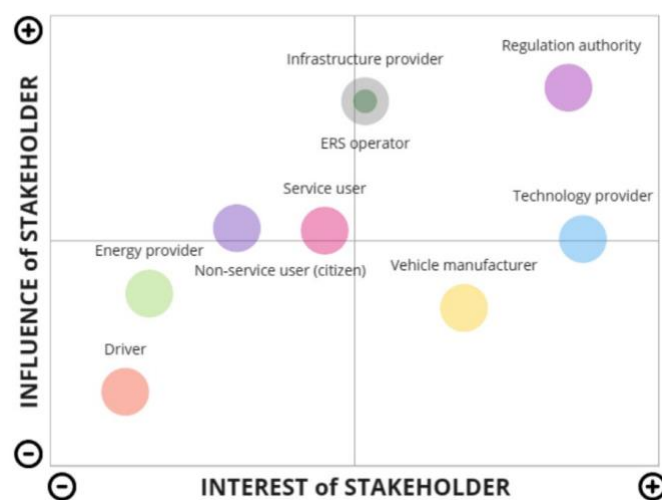 Regulation authority
Infrastructure provider
ERS operator
Service user
Technology provider
Energy provider
Non-service user (citizen)
Vehicle manufacturer
Driver
INFLUENCE of STAKEHOLDER
INTEREST of STAKEHOLDER